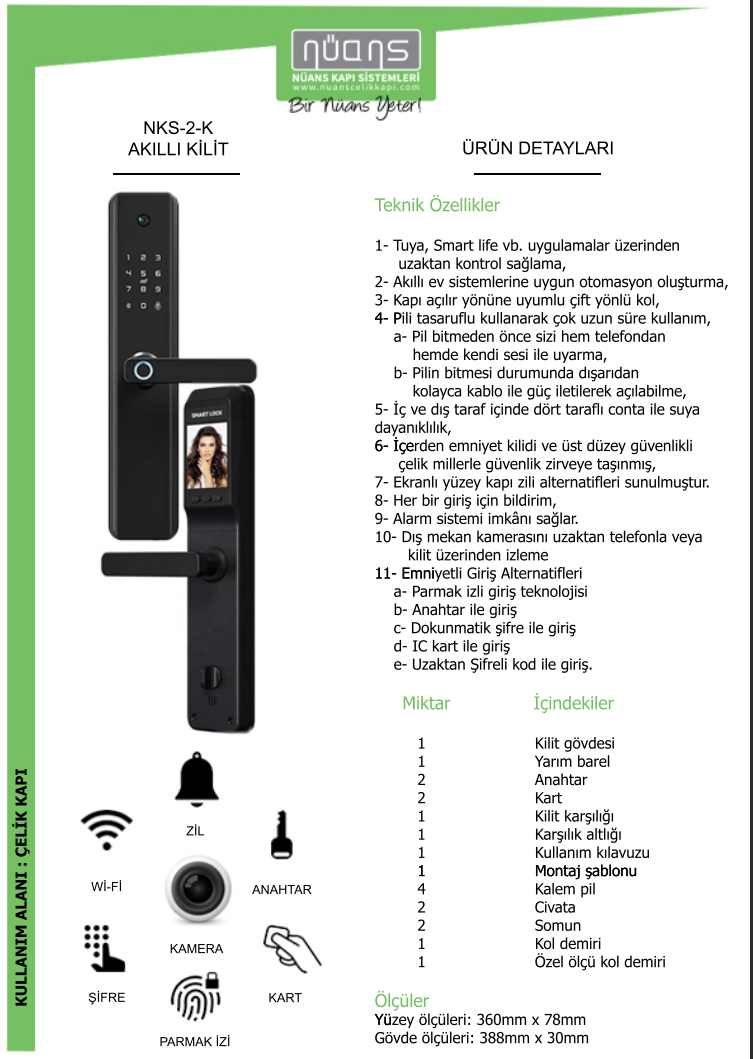 nüans
NÜANS KAPI SİSTEMLERİ
www.nuanscelikkapi.com
Bir Nüans Yeter!
NKS-2-K
AKILLI KİLİT
1 2 3
4 5 6
7 8 9
0
SMART LOCK
ZİL
Wİ-Fİ
ANAHTAR
KAMERA
ŞİFRE
KART
PARMAK İZİ
KULLANIM ALANI : ÇELİK KAPI
ÜRÜN DETAYLARI
Teknik Özellikler
1- Tuya, Smart life vb. uygulamalar üzerinden
uzaktan kontrol sağlama,
2- Akıllı ev sistemlerine uygun otomasyon oluşturma,
3- Kapı açılır yönüne uyumlu çift yönlü kol,
4- Pili tasaruflu kullanarak çok uzun süre kullanım,
a- Pil bitmeden önce sizi hem telefondan
hemde kendi sesi ile uyarma,
b- Pilin bitmesi durumunda dışarıdan
kolayca kablo ile güç iletilerek açılabilme,
5- İç ve dış taraf içinde dört taraflı conta ile suya
dayanıklılık,
6- İçerden emniyet kilidi ve üst düzey güvenlikli
çelik millerle güvenlik zirveye taşınmış,
7- Ekranlı yüzey kapı zili alternatifleri sunulmuştur.
8- Her bir giriş için bildirim,
9- Alarm sistemi imkânı sağlar.
10- Dış mekan kamerasını uzaktan telefonla veya
kilit üzerinden izleme
11- Emniyetli Giriş Alternatifleri
a- Parmak izli giriş teknolojisi
b- Anahtar ile giriş
c- Dokunmatik şifre ile giriş
d- IC kart ile giriş
e- Uzaktan Şifreli kod ile giriş.
Miktar İçindekiler
1 Kilit gövdesi
1 Yarım barel
2 Anahtar
2 Kart
1 Kilit karşılığı
1 Karşılık altlığı
1 Kullanım kılavuzu
1 Montaj şablonu
4 Kalem pil
2 Civata
2 Somun
1 Kol demiri
1 Özel ölçü kol demiri
Ölçüler
Yüzey ölçüleri: 360mm x 78mm
Gövde ölçüleri: 388mm x 30mm